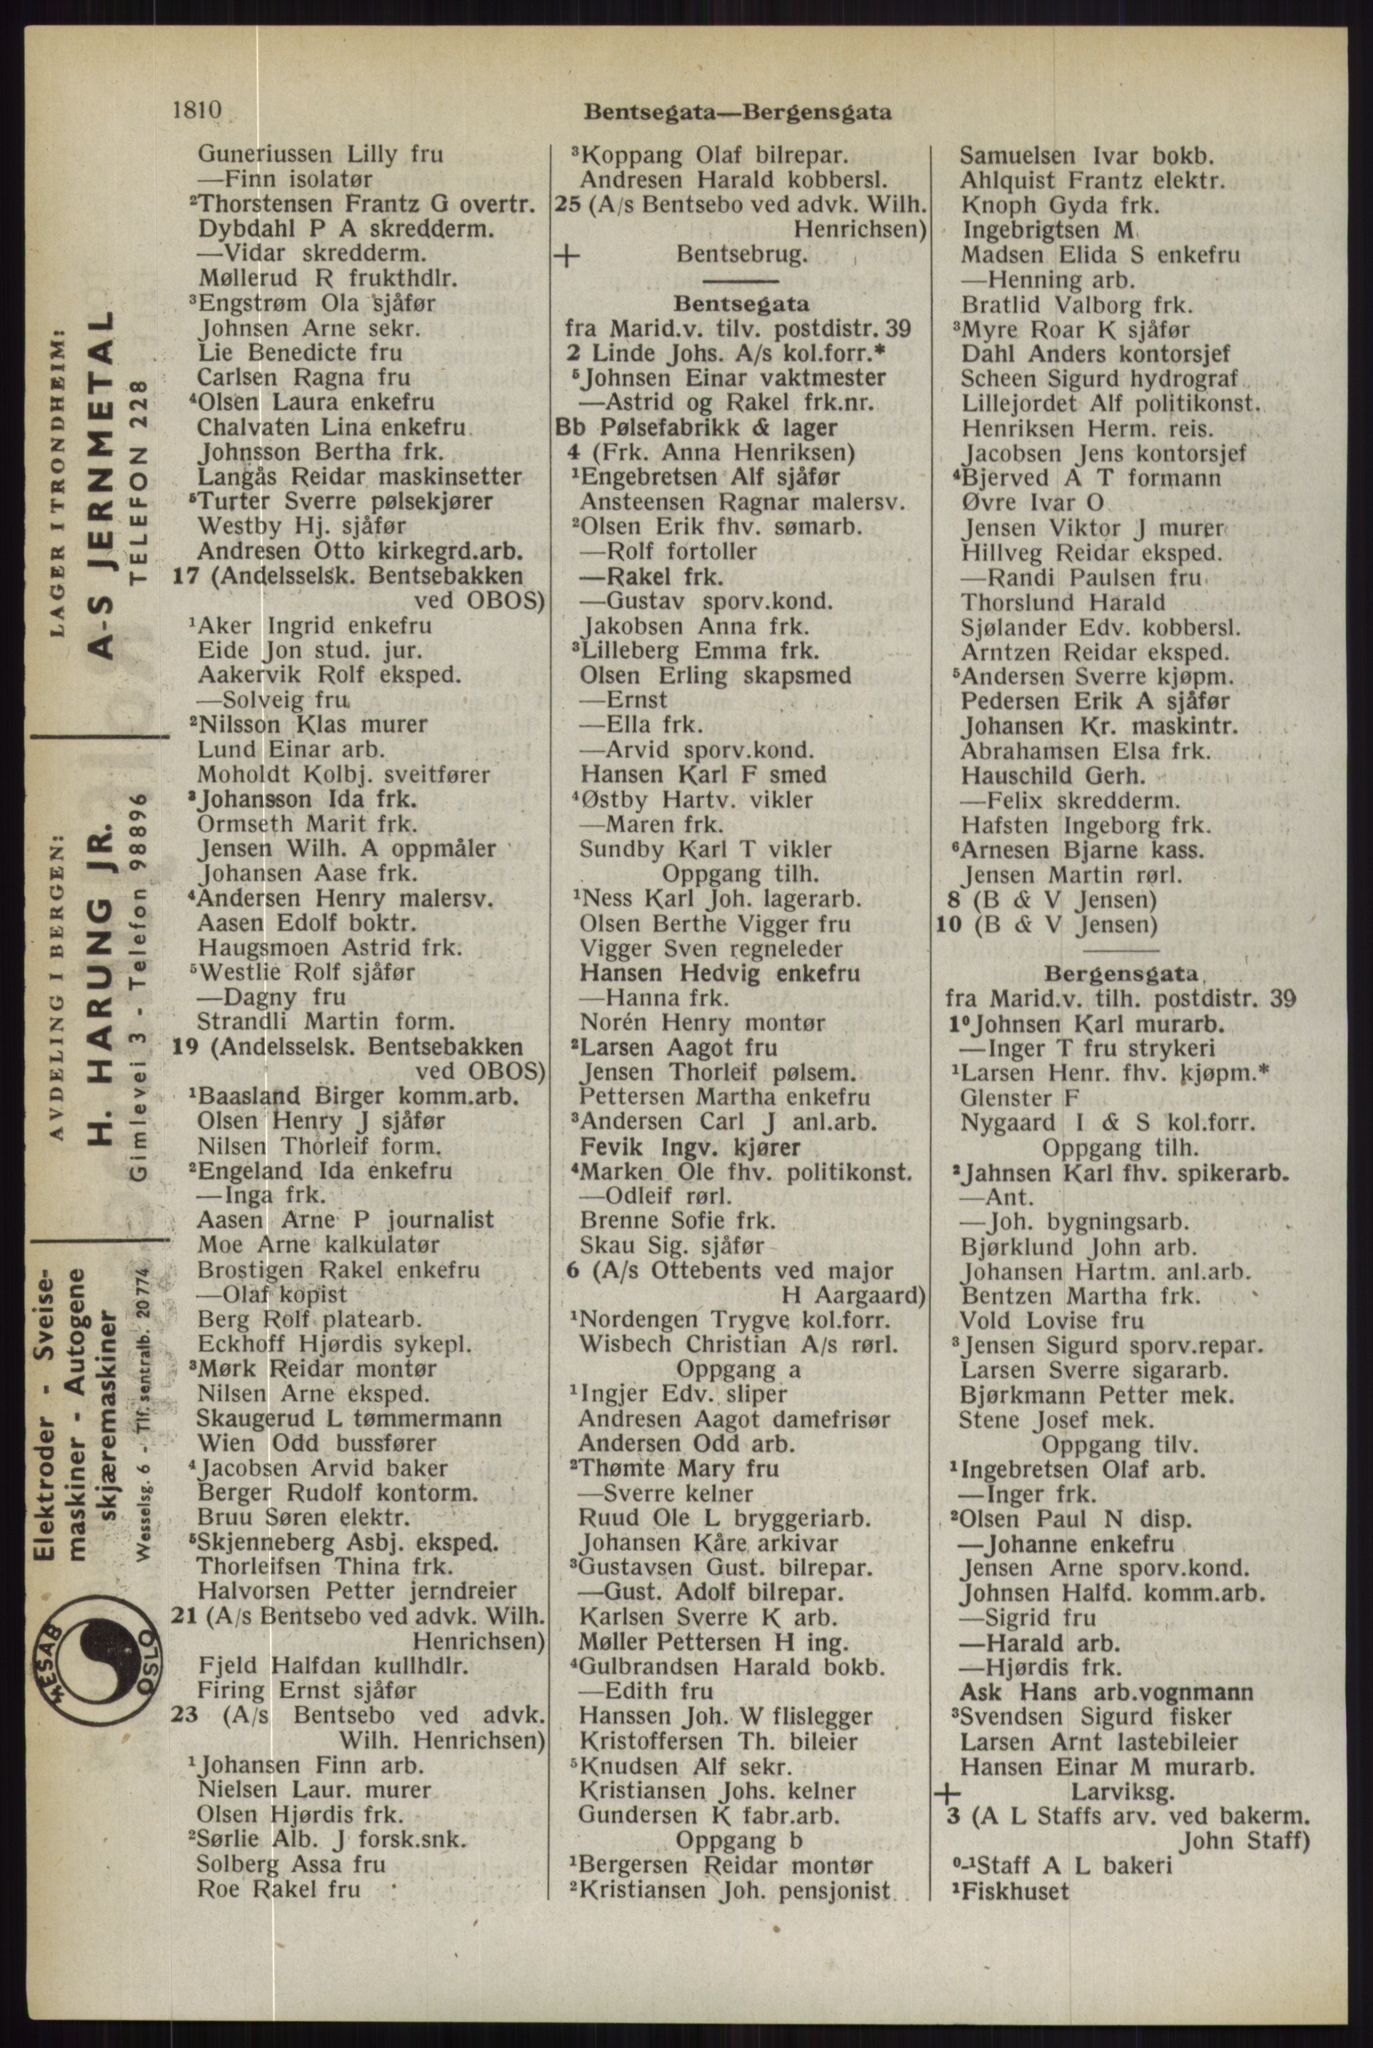 1810
Bentsegata—Bergensgata
Guneriussen Lilly fru
—Finn isolatør
²Thorstensen Frantz G overtr.
Dybdahl P A skredderm.
—Vidar skredderm.
Møllerud R frukthdlr.
³Engstrøm Ola sjåfør
Johnsen Arne sekr.
Lie Benedicte fru
Carlsen Ragna fru
⁴Olsen Laura enkefru
Chalvaten Lina enkefru
Johnsson Bertha frk.
Langås Reidar maskinsetter
⁵Turter Sverre pølsekjører
Westby Hj. sjåfør
Andresen Otto kirkegrd.arb.
17 (Andelsselsk. Bentsebakken
ved OBOS)
¹Aker Ingrid enkefru
Eide Jon stud. jur.
Aakervik Rolf eksped.
—Solveig fru
²Nilsson Klas murer
Lund Einar arb.
Moholdt Kolbj. sveitfører
³Johansson Ida frk.
Ormseth Marit frk.
Jensen Wilh. A oppmåler
Johansen Aase frk.
⁴Andersen Henry malersv.
Aasen Edolf boktr.
Haugsmoen Astrid frk.
⁵Westlie Rolf sjåfør
—Dagny fru
Strandli Martin form.
19 (Andelsselsk. Bentsebakken
ved OBOS)
¹Baasland Birger komm.arb.
Olsen Henry J sjåfør
Nilsen Thorleif form.
²Engeland Ida enkefru
—Inga frk.
Aasen Arne P journalist
Moe Arne kalkulatør
Brostigen Rakel enkefru
—Olaf kopist
Berg Rolf platearb.
Eckhoff Hjørdis sykepl.
³Mørk Reidar montør
Nilsen Arne eksped.
Skaugerud L tømmermann
Wien Odd bussfører
⁴Jacobsen Arvid baker
Berger Rudolf kontorm.
Bruu Søren elektr.
⁵Skjenneberg Asbj. eksped.
Thorleifsen Thina frk.
Halvorsen Petter jerndreier
21 (A/s Bentsebo ved advk. Wilh.
Henrichsen)
Fjeld Halfdan kullhdlr.
Firing Ernst sjåfør
23 (A/s Bentsebo ved advk.
Wilh. Henrichsen)
¹Johansen Finn arb.
Nielsen Laur. murer
Olsen Hjørdis frk.
²Sørlie Alb. J forsk.snk.
Solberg Assa fru
Roe Rakel fru
³Koppang Olaf bilrepar.
Andresen Harald kobbersl.
25 (A/s Bentsebo ved advk. Wilh.
Henrichsen)
+ Bentsebrug.
Bentsegata
fra Marid.v. tilv. postdistr. 39
2 Linde Johs. A/s kol.forr.*
⁵Johnsen Einar vaktmester
—Astrid og Rakel frk.nr.
Bb Pølsefabrikk & lager
4 (Frk. Anna Henriksen)
¹Engebretsen Alf sjåfør
Ansteensen Ragnar malersv.
²Olsen Erik fhv. sømarb.
—Rolf fortoller
—Rakel frk.
—Gustav sporv.kond.
Jakobsen Anna frk.
³Lilleberg Emma frk.
Olsen Erling skapsmed
—Ernst
—Ella frk.
—Arvid sporv.kond.
Hansen Karl F smed
⁴Østby Hartv. vikler
—Maren frk.
Sundby Karl T vikler
Oppgang tilh.
¹Ness Karl Joh. lagerarb.
Olsen Berthe Vigger fru
Vigger Sven regneleder
Hansen Hedvig enkefru
—Hanna frk.
Norén Henry montør
²Larsen Aagot fru
Jensen Thorleif pølsem.
Pettersen Martha enkefru
³Andersen Carl J anl.arb.
Fevik Ingv. kjører
⁴Marken Ole fhv. politikonst.
—Odleif rørl.
Brenne Sofie frk.
Skau Sig. sjåfør
6 (A/s Ottebents ved major
H Aargaard)
¹Nordengen Trygve kol.forr.
Wisbech Christian A/s rørl.
Oppgang a
¹Ingjer Edv. sliper
Andresen Aagot damefrisør
Andersen Odd arb.
²Thømte Mary fru
—Sverre kelner
Ruud Ole L bryggeriarb.
Johansen Kåre arkivar
³Gustavsen Gust. bilrepar.
—Gust. Adolf bilrepar.
Karlsen Sverre K arb.
Møller Pettersen H ing.
⁴Gulbrandsen Harald bokb.
—Edith fru
Hanssen Joh. W flislegger
Kristoffersen Th. bileier
⁵Knudsen Alf sekr.
Kristiansen Johs. kelner
Gundersen K fabr.arb.
Oppgang b
¹Bergersen Reidar montør
²Kristiansen Joh. pensjonist
Samuelsen Ivar bokb.
Ahlquist Frantz elektr.
Knoph Gyda frk.
Ingebrigtsen M
Madsen Elida S enkefru
—Henning arb.
Bratlid Valborg frk.
³Myre Roar K sjåfør
Dahl Anders kontorsjef
Scheen Sigurd hydrograf
Lillejordet Alf politikonst.
Henriksen Herm. reis.
Jacobsen Jens kontorsjef
⁴Bjerved A T formann
Øvre Ivar O
Jensen Viktor J murer
Hillveg Reidar eksped.
—Randi Paulsen fru
Thorslund Harald
Sjølander Edv. kobbersl.
Arntzen Reidar eksped.
⁵Andersen Sverre kjøpm.
Pedersen Erik A sjåfør
Johansen Kr. maskintr.
Abrahamsen Elsa frk.
Hauschild Gerh.
—Felix skredderm.
Hafsten Ingeborg frk.
⁶Arnesen Bjarne kass.
Jensen Martin rørl.
8 (B & V Jensen)
10 (B & V Jensen)
Bergensgata
fra Marid.v. tilh. postdistr. 39
1⁰Johnsen Karl murarb.
—Inger T fru strykeri
¹Larsen Henr. fhv. kjøpm.*
Glenster F
Nygaard I & S kol.forr.
Oppgang tilh.
²Jahnsen Karl fhv. spikerarb.
—Ant.
—Joh. bygningsarb.
Bjørklund John arb.
Johansen Hartm. anl.arb.
Bentzen Martha frk.
Vold Lovise fru
³Jensen Sigurd sporv.repar.
Larsen Sverre sigararb.
Bjørkmann Petter mek.
Stene Josef mek.
Oppgang tilv.
¹Ingebretsen Olaf arb.
—Inger frk.
²Olsen Paul N disp.
—Johanne enkefru
Jensen Arne sporv.kond.
Johnsen Halfd. komm.arb.
—Sigrid fru
—Harald arb.
—Hjørdis frk.
Ask Hans arb.vognmann
³Svendsen Sigurd fisker
Larsen Arnt lastebileier
Hansen Einar M murarb.
+ Larviksg.
3 (A L Staffs arv. ved bakerm.
John Staff)
⁰-¹Staff A L bakeri
¹Fiskhuset
LAGER I TRONDHEIM:
A-S JERNMETAL
TELEFON 228
AVDELING I BERGEN:
H. HARUNG JR.
Gimlevei 3 - Telefon 98896
Elektroder - Sveise-
maskiner - Autogene
skjæremaskiner
Wesselsg. 6 - Tlf. sentralb. 20 774
WESAB
OSLO